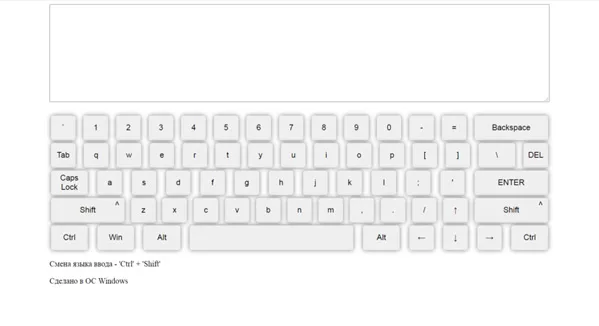 ` 1 2 3 4 5 6 7 8 9 0 - = Backspace
Tab q w e r t y u i o p [ ] \ DEL
Caps Lock a s d f g h j k l ; ' ENTER
Shift ^ z x c v b n m , . / ↑ Shift ^
Ctrl Win Alt Alt ← ↓ → Ctrl
Смена языка ввода - 'Ctrl' + 'Shift'
Сделано в ОС Windows